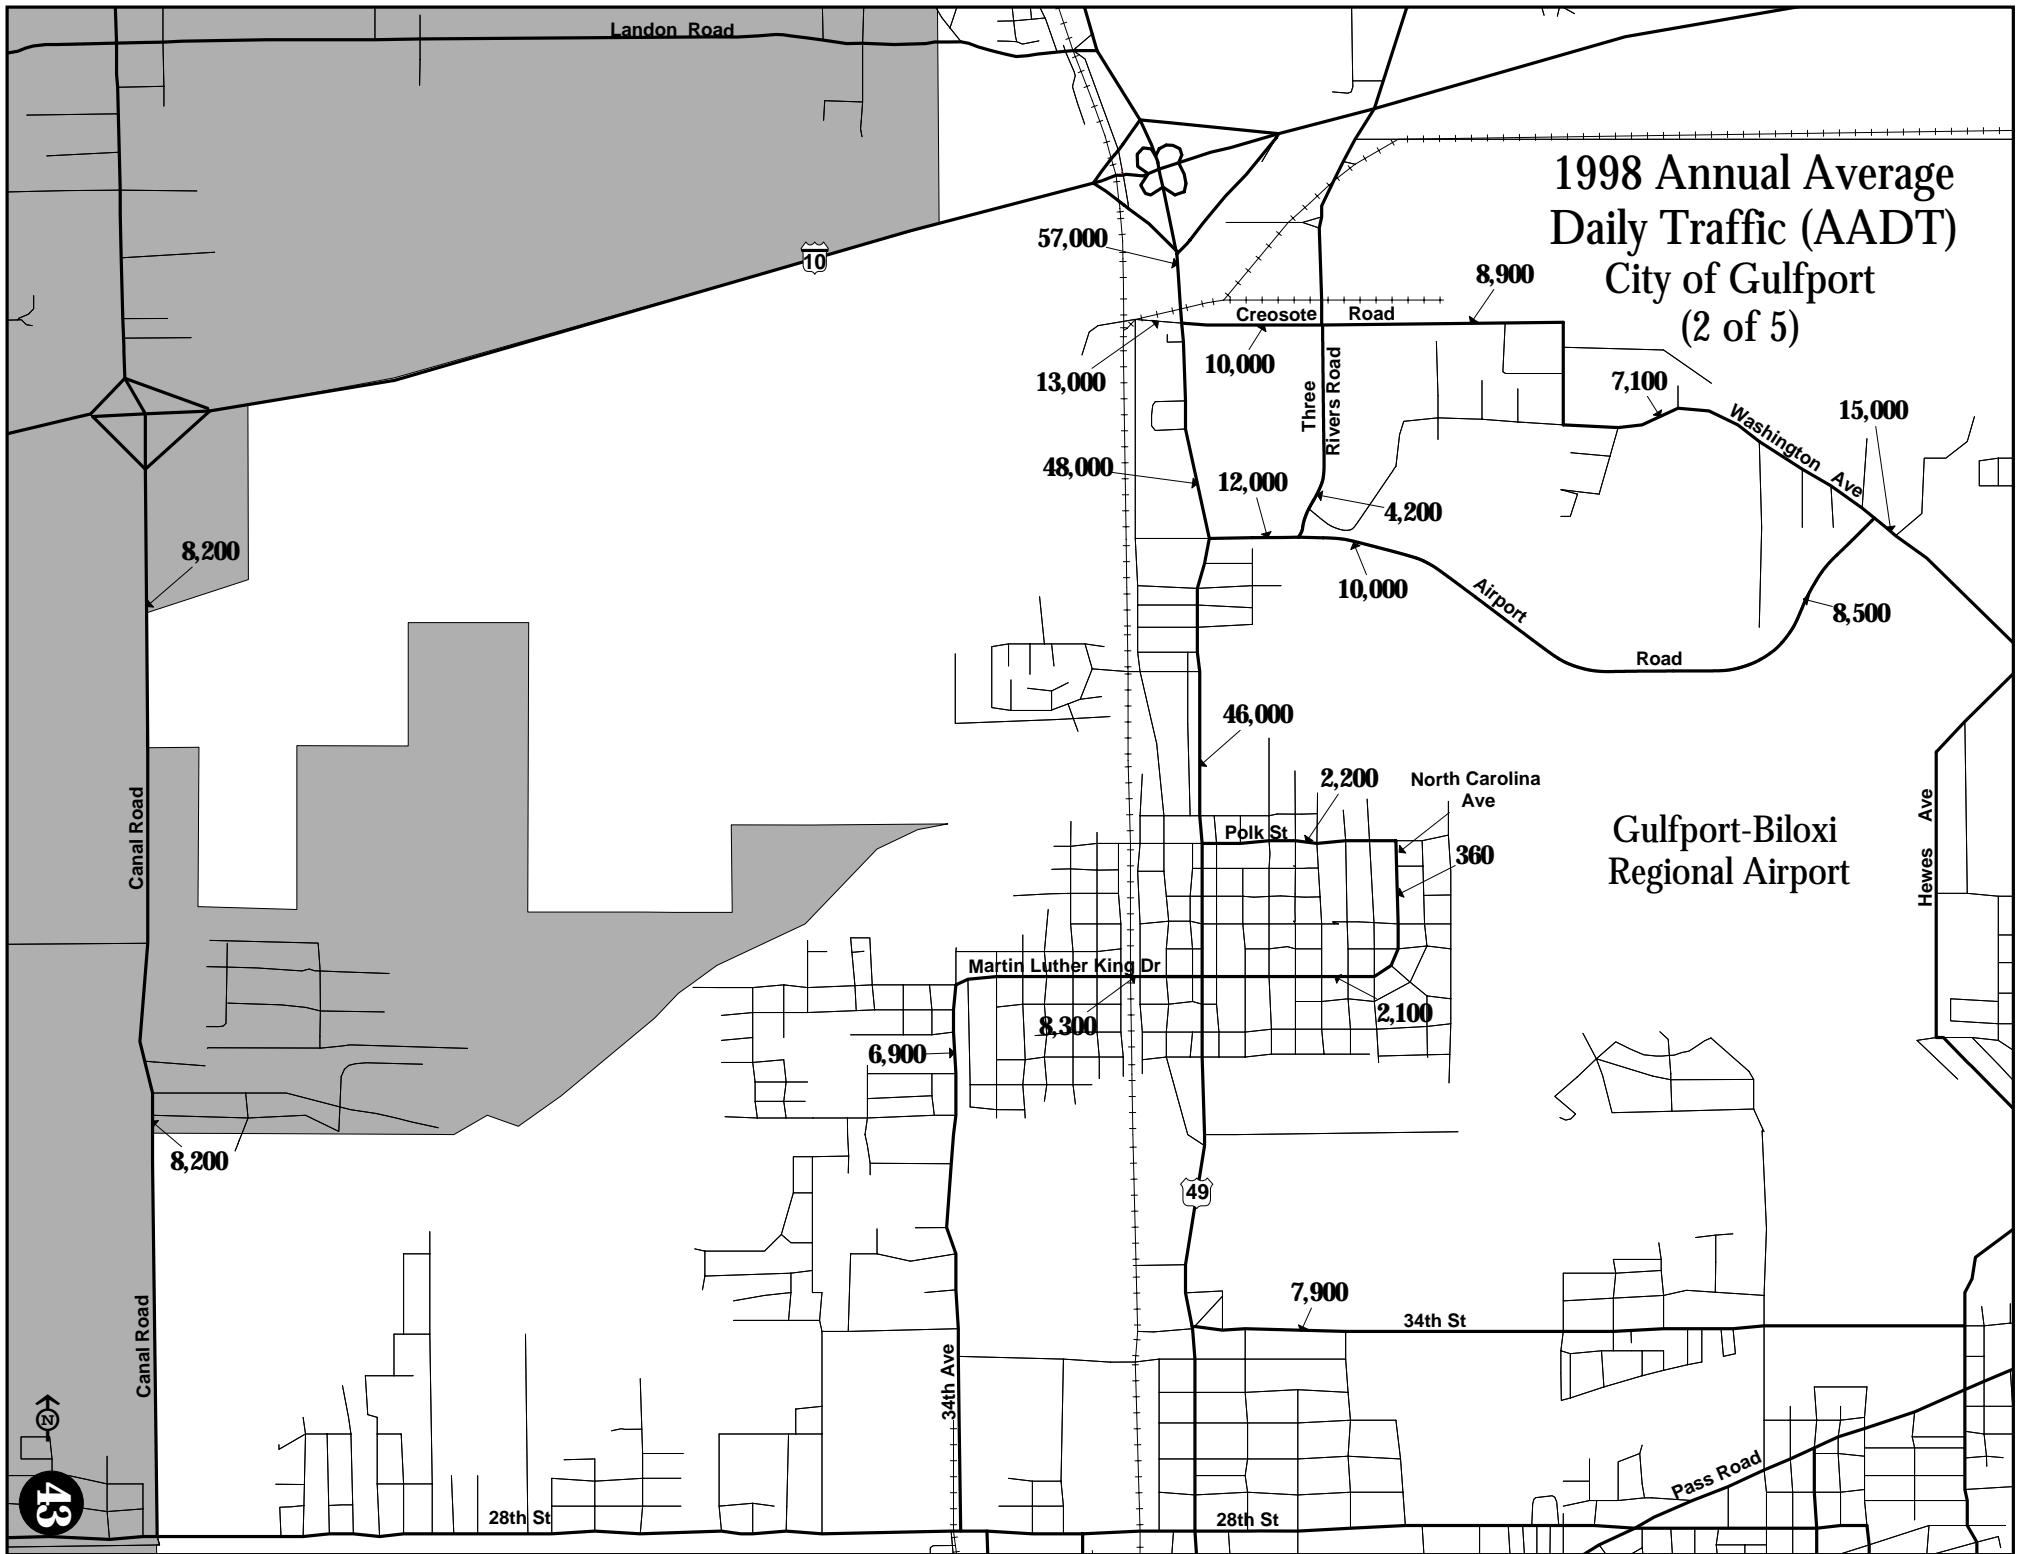 Landon Road
1998 Annual Average
Daily Traffic (AADT)
City of Gulfport
(2 of 5)
57,000
10
8,900
Creosote Road
10,000
13,000
Three
Rivers Road
7,100
15,000
Washington Ave
48,000
12,000
4,200
8,200
10,000
Airport
8,500
Road
46,000
2,200
North Carolina
Ave
Polk St
360
Gulfport-Biloxi
Regional Airport
Hewes Ave
Canal Road
Martin Luther King Dr
8,300
2,100
6,900
8,200
49
7,900
34th St
Canal Road
34th Ave
N
43
Pass Road
28th St
28th St